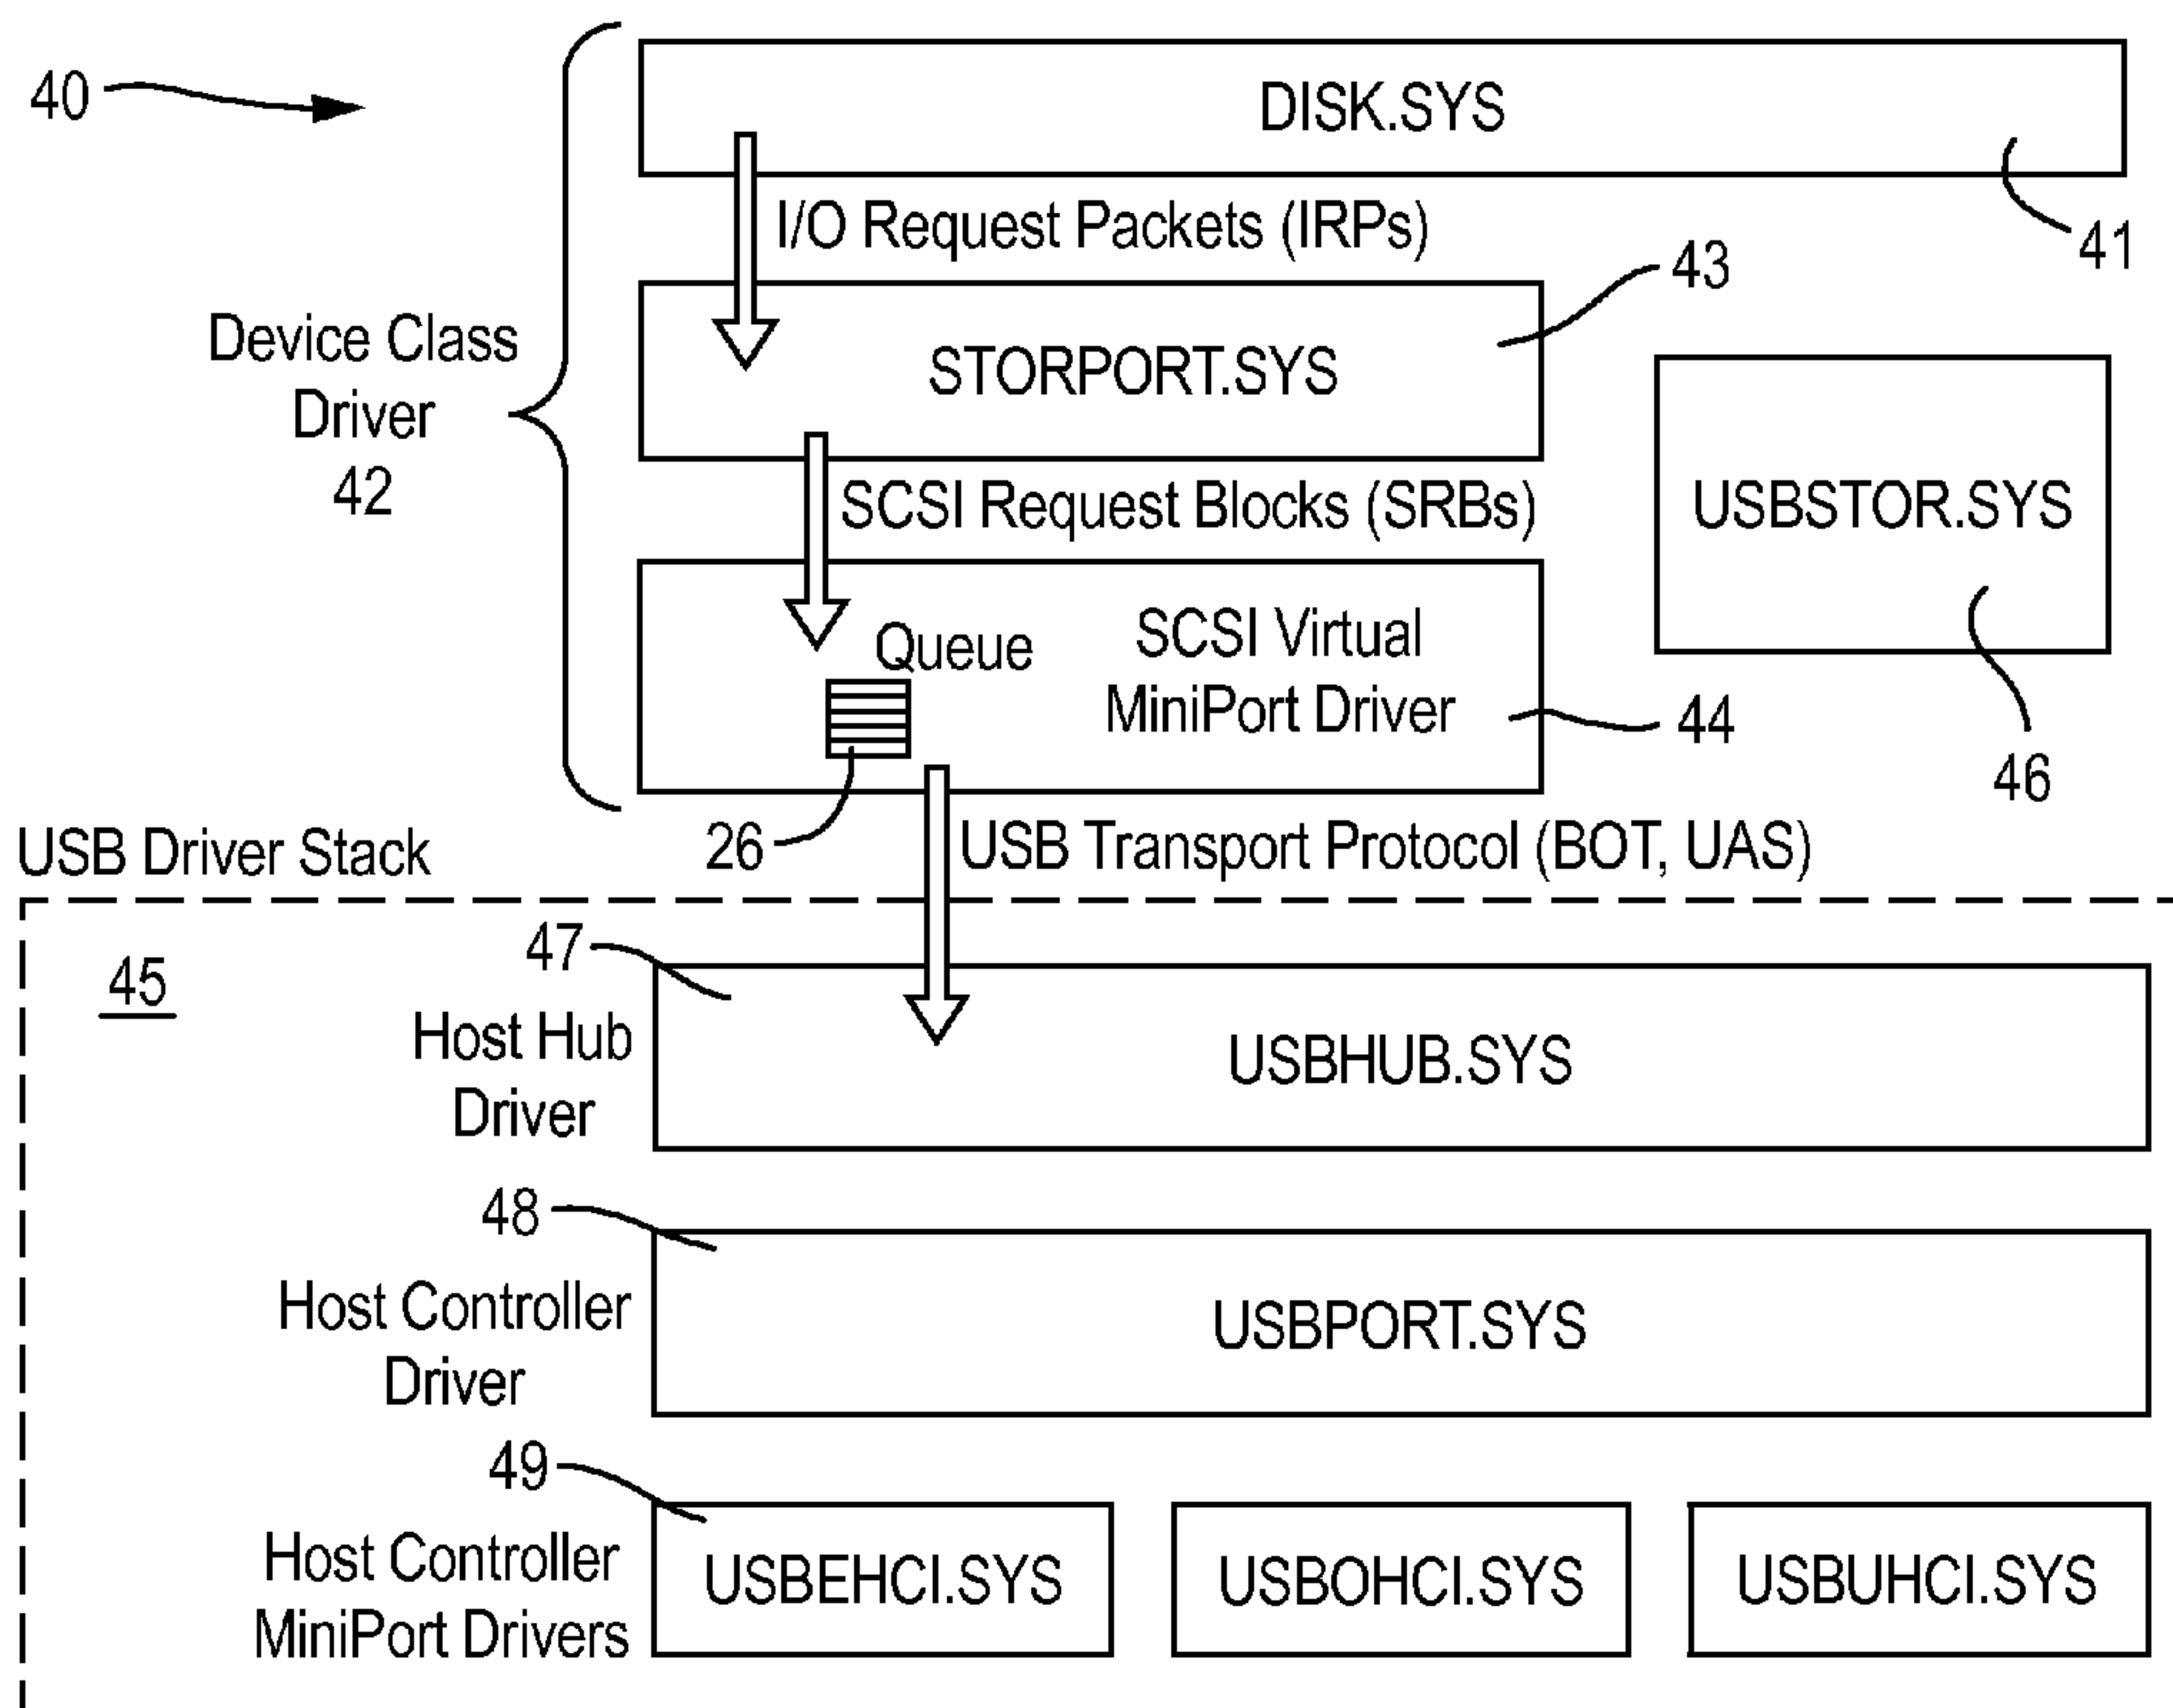 40
DISK.SYS
41
I/O Request Packets (IRPs)
43
Device Class
Driver
42
STORPORT.SYS
USBSTOR.SYS
46
SCSI Request Blocks (SRBs)
Queue
SCSI Virtual
MiniPort Driver
44
26
USB Driver Stack
USB Transport Protocol (BOT, UAS)
45
47
Host Hub
Driver
USBHUB.SYS
48
Host Controller
Driver
USBPORT.SYS
49
Host Controller
MiniPort Drivers
USBEHCI.SYS
USBOHCI.SYS
USBUHCI.SYS